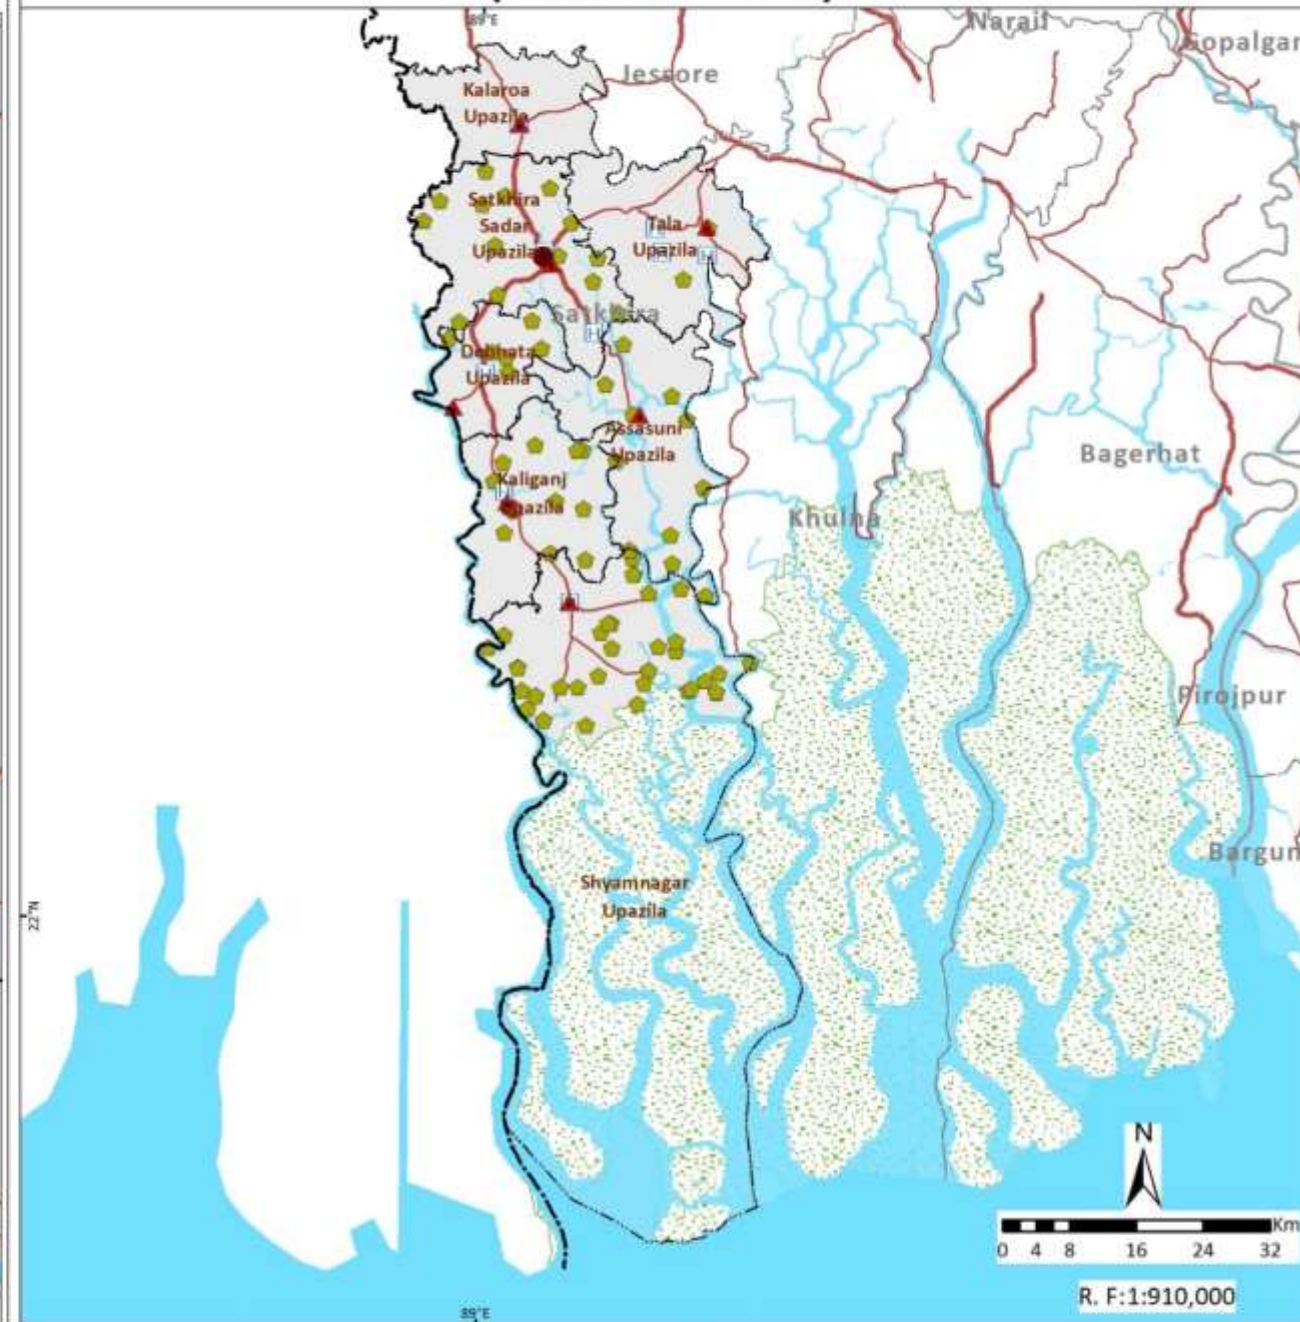 89°E
Narail
Gopalgan
Jessore
Kalaroa
Upazila
Satkhira
Sadar
Upazila
Tala
Upazila
H
H
H
Satkhira
H
Debhata
Upazila
H
Assasuni
Upazila
Bagerhat
Kaliganj
H
Upazila
Khulna
Pirojpur
Bargun
Shyamnagar
Upazila
22°N
N
Km
0 4 8 16 24 32
R. F:1:910,000
89°E